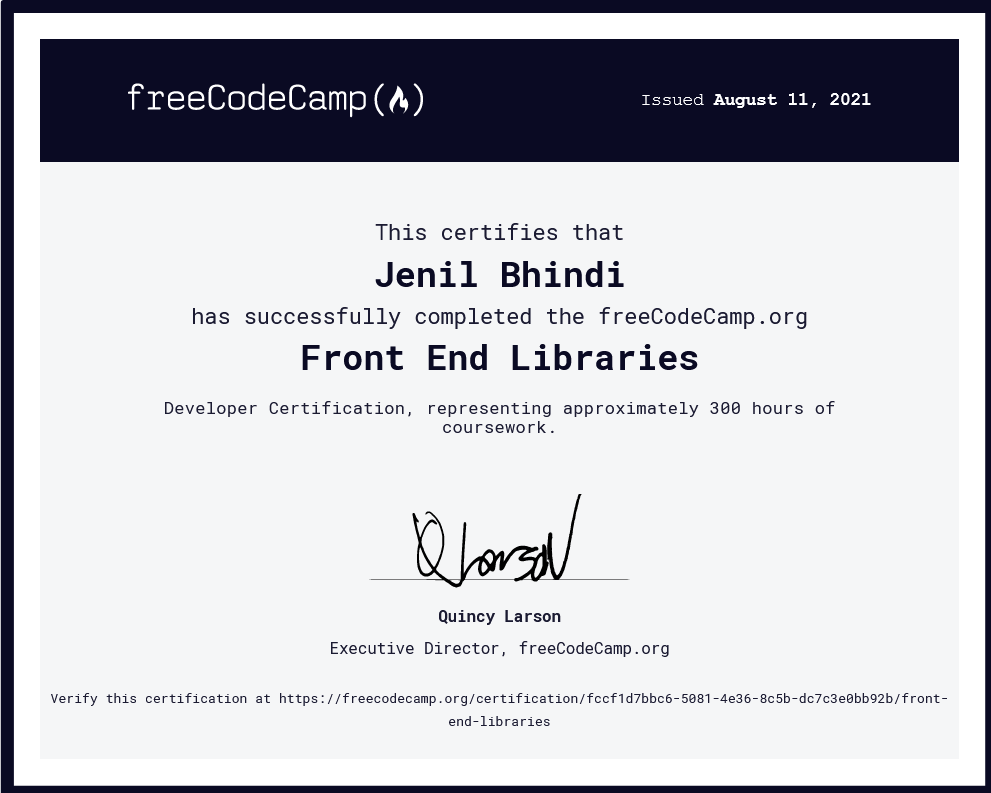 freeCodeCamp
Issued August 11, 2021
This certifies that
Jenil Bhindi
has successfully completed the freeCodeCamp.org
Front End Libraries
Developer Certification, representing approximately 300 hours of
coursework.
Q Larson
Quincy Larson
Executive Director, freeCodeCamp.org
Verify this certification at https://freecodecamp.org/certification/fccf1d7bbc6-5081-4e36-8c5b-dc7c3e0bb92b/front-
end-libraries